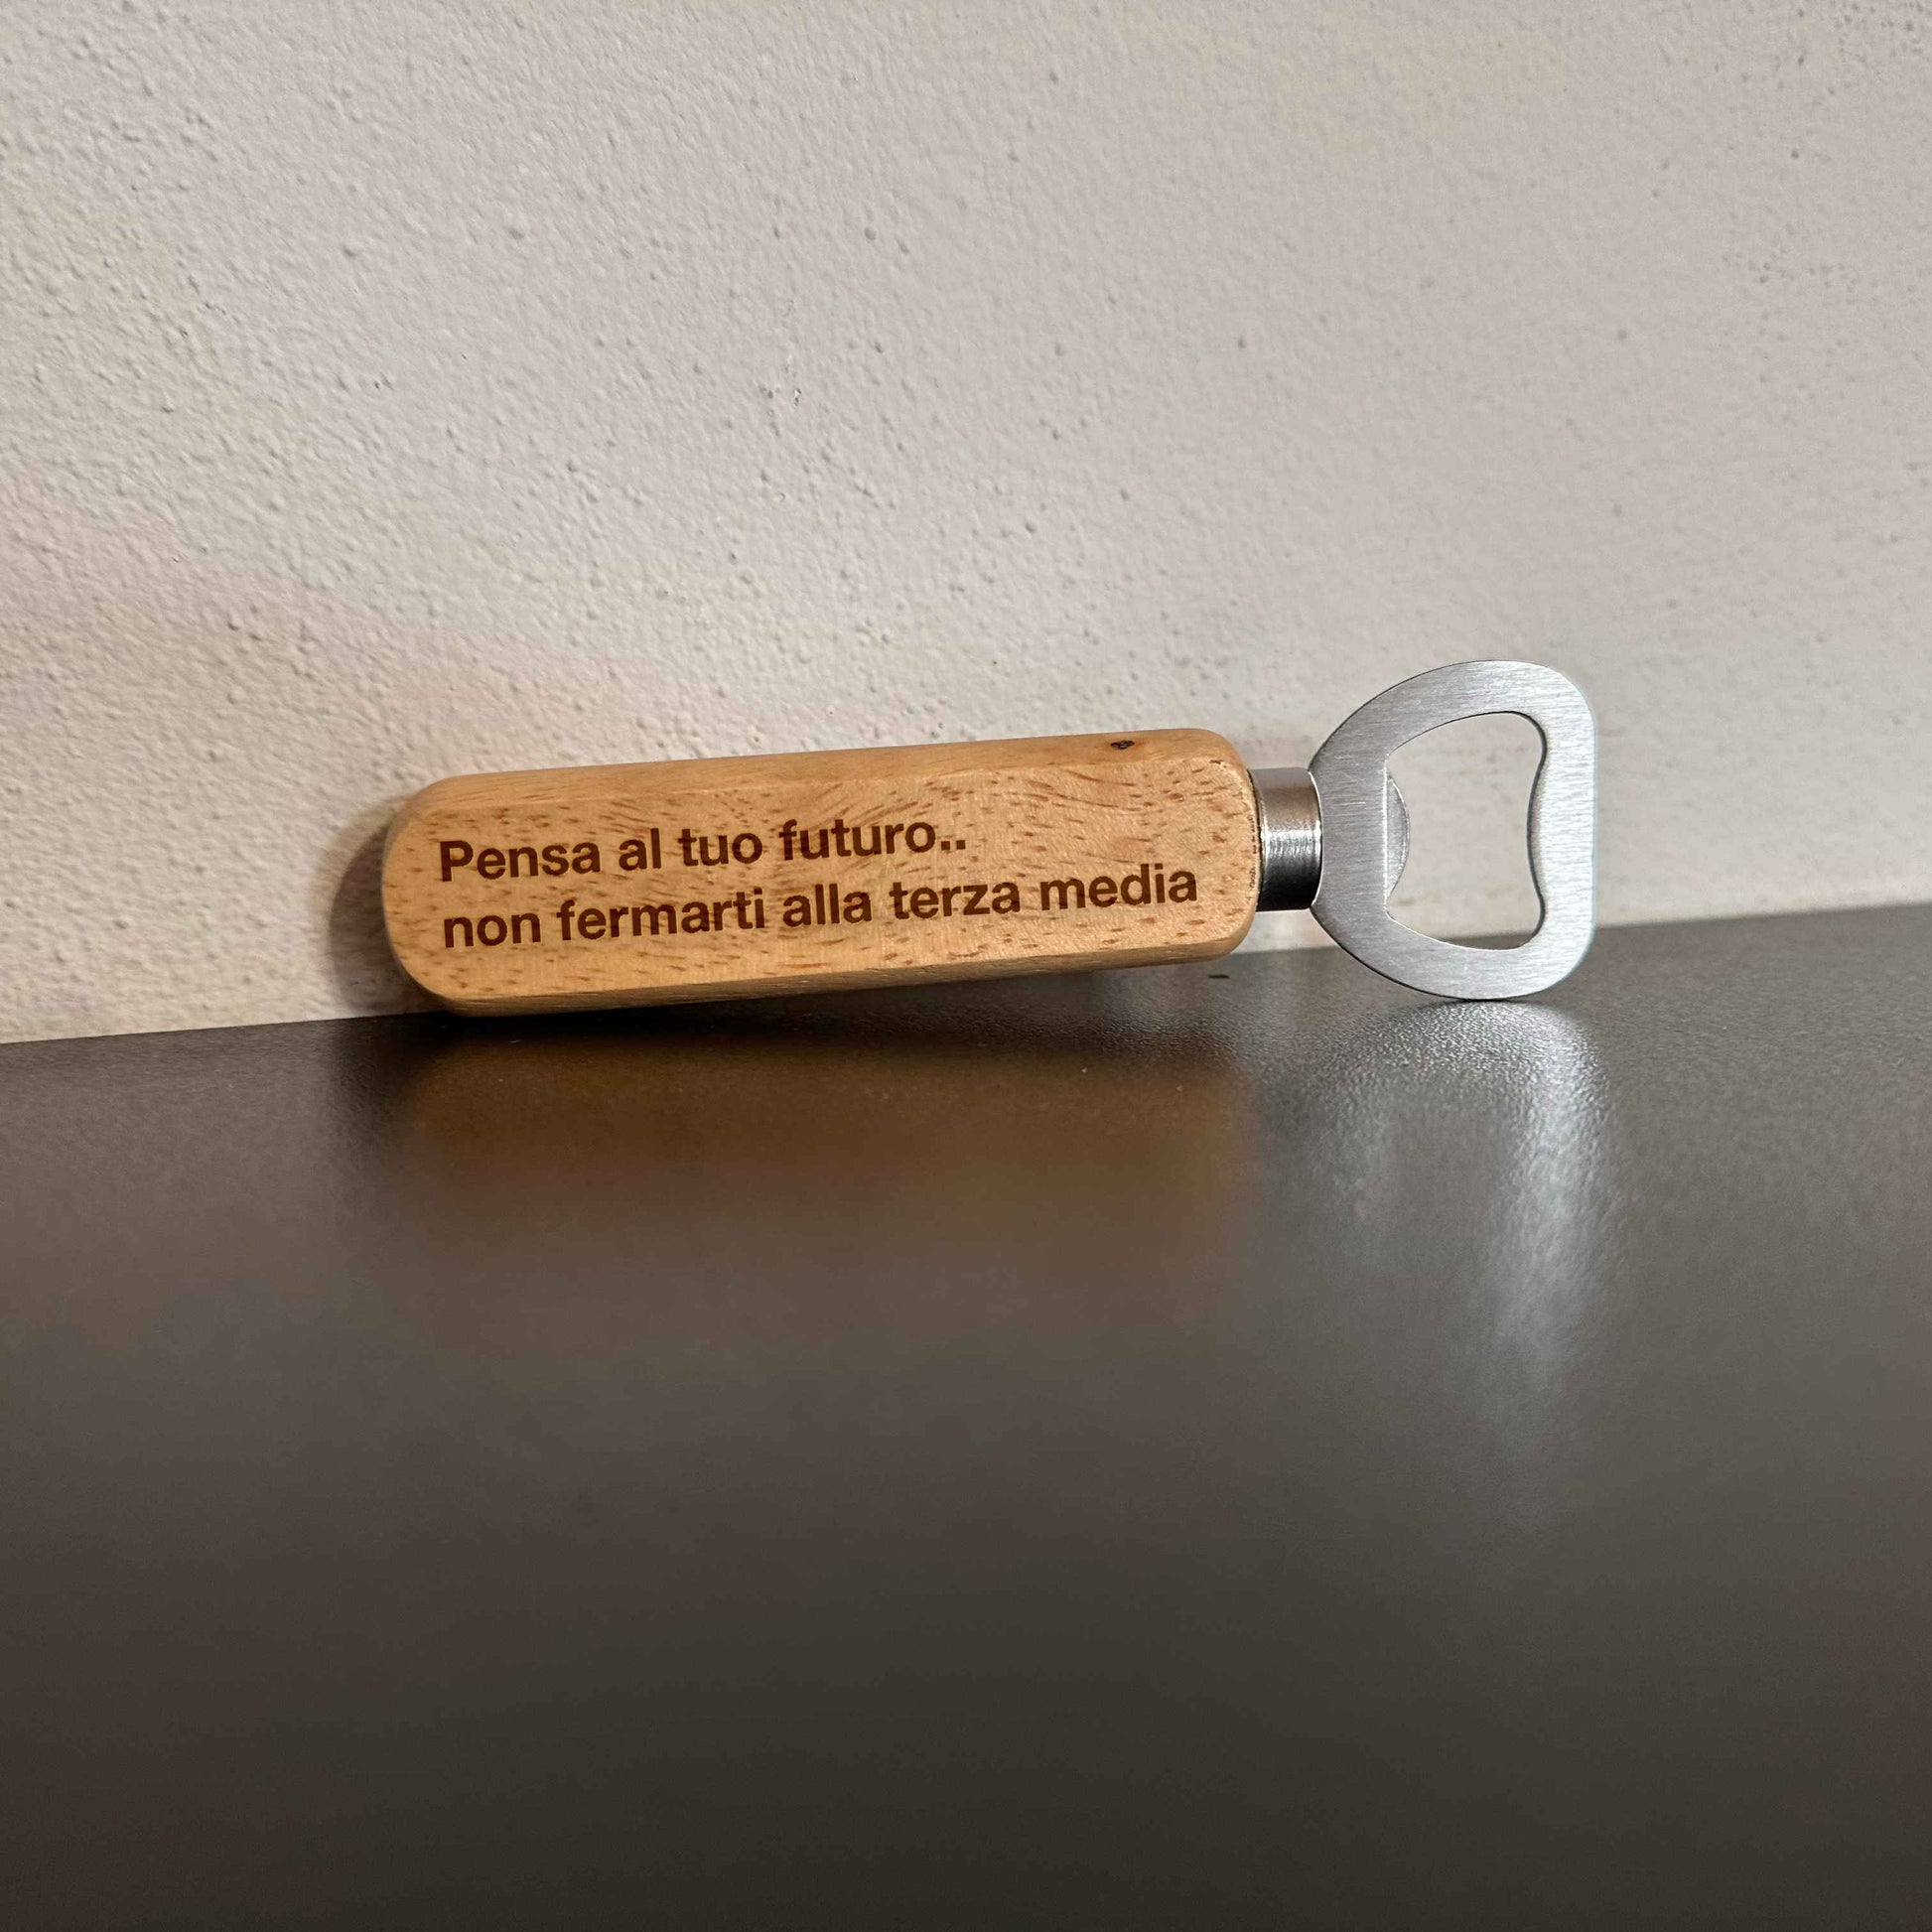 Pensa al tuo futuro..
non fermarti alla terza media